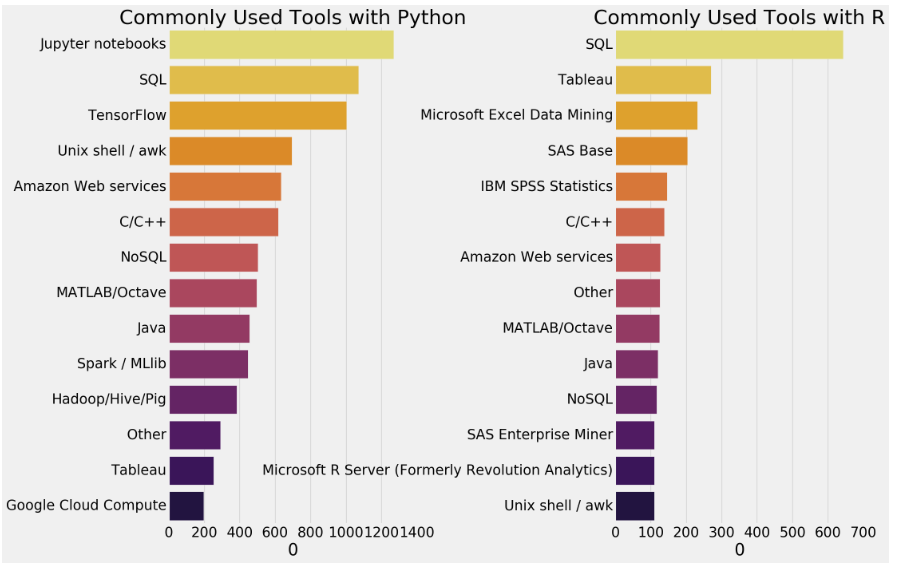 Commonly Used Tools with Python
Jupyter notebooks
SQL
TensorFlow
Unix shell / awk
Amazon Web services
C/C++
NoSQL
MATLAB/Octave
Java
Spark / MLlib
Hadoop/Hive/Pig
Other
Tableau
Google Cloud Compute
0 200 400 600 800 1000 1200 1400
0
Commonly Used Tools with R
SQL
Tableau
Microsoft Excel Data Mining
SAS Base
IBM SPSS Statistics
C/C++
Amazon Web services
Other
MATLAB/Octave
Java
NoSQL
SAS Enterprise Miner
Microsoft R Server (Formerly Revolution Analytics)
Unix shell / awk
0 100 200 300 400 500 600 700
0